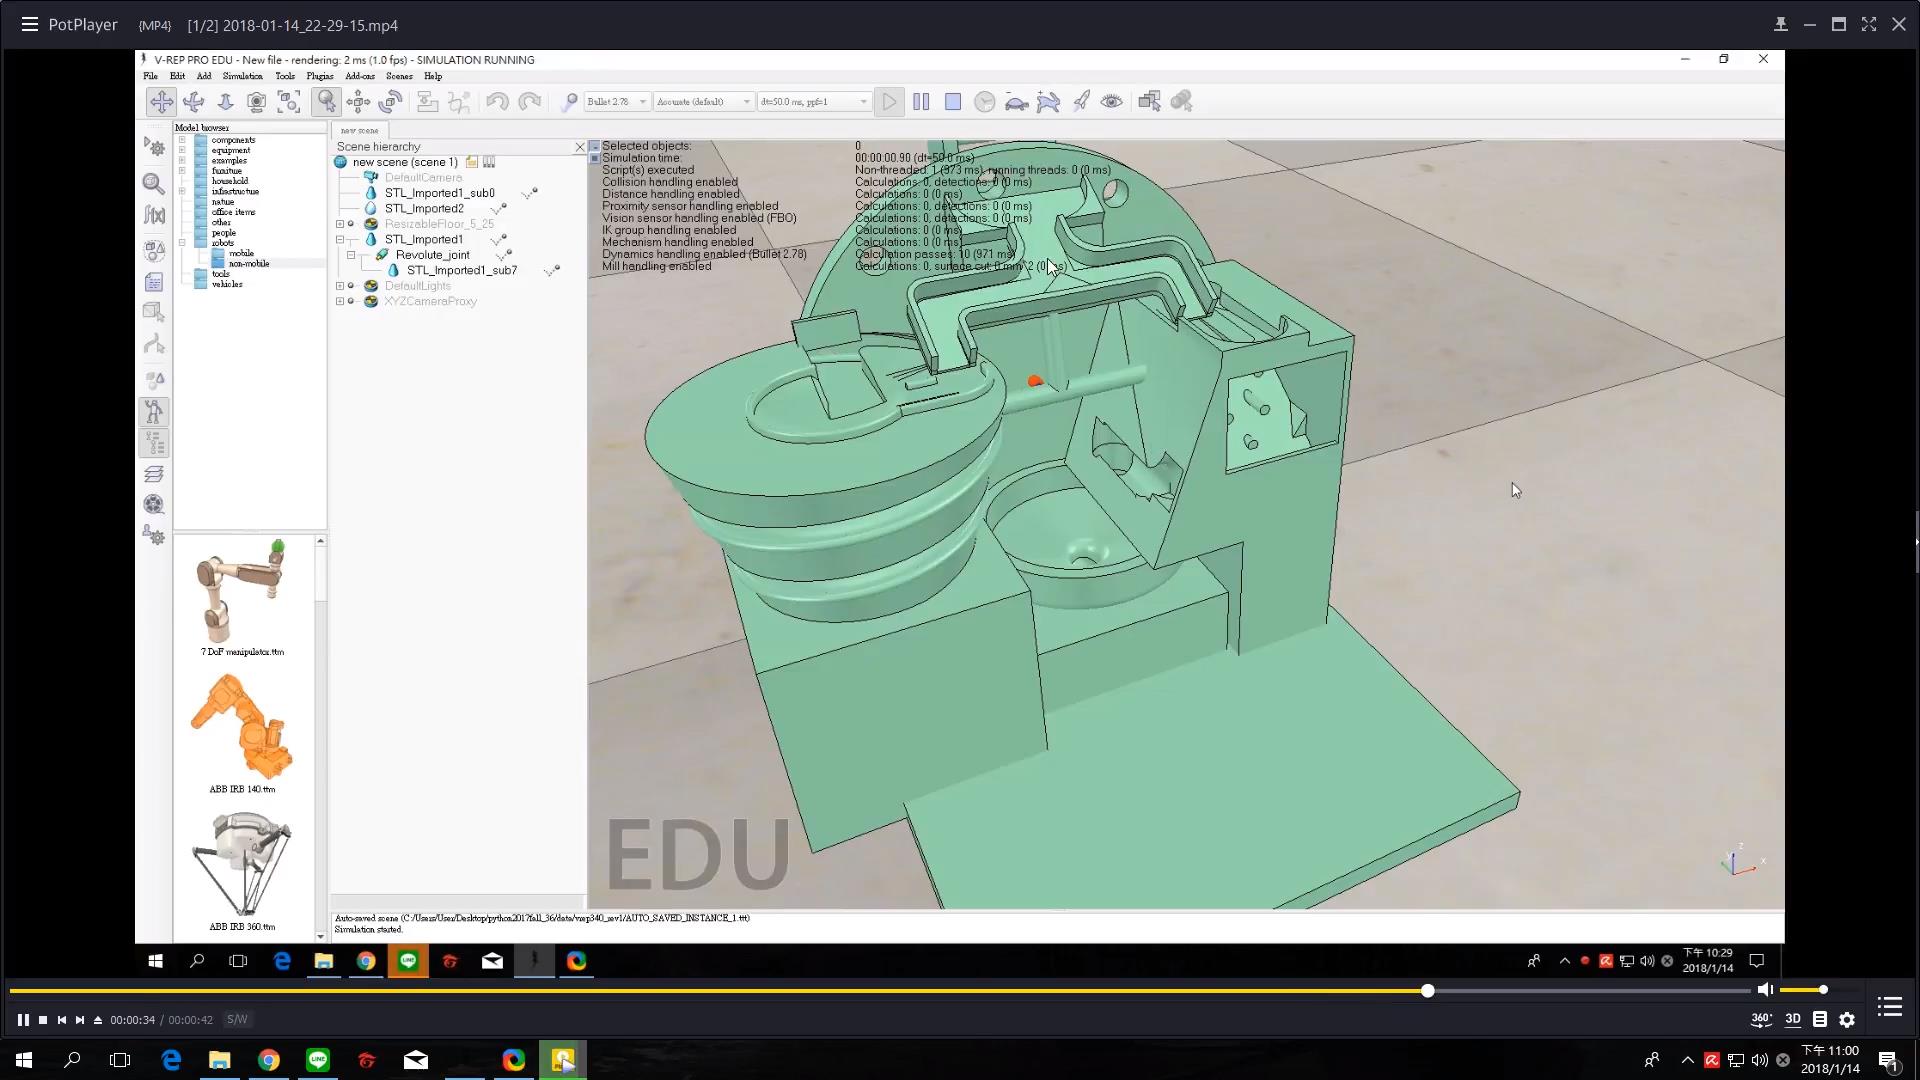 PotPlayer {MP4} [1/2] 2018-01-14_22-29-15.mp4
V-REP PRO EDU - New file - rendering: 2 ms (1.0 fps) - SIMULATION RUNNING
File Edit Add Simulation Tools Plugins Add-ons Scenes Help
Bullet 2.78 Accurate (default) dt=50.0 ms, ppf=1
Model browser
components
equipment
examples
furniture
household
infrastructure
nature
office items
other
people
robots
mobile
non-mobile
tools
vehicles
7 DoF manipulator.ttm
ABB IRB 140.ttm
ABB IRB 360.ttm
new scene
Scene hierarchy
new scene (scene 1)
DefaultCamera
STL_Imported1_sub0
STL_Imported2
ResizableFloor_5_25
STL_Imported1
Revolute_joint
STL_Imported1_sub7
DefaultLights
XYZCameraProxy
Selected objects: 0
Simulation time: 00:00:00.90 (dt=50.0 ms)
Script(s) executed Non-threaded: 1 (973 ms), running threads: 0 (0 ms)
Collision handling enabled Calculations: 0, detections: 0 (0 ms)
Distance handling enabled Calculations: 0 (0 ms)
Proximity sensor handling enabled Calculations: 0, detections: 0 (0 ms)
Vision sensor handling enabled (FBO) Calculations: 0, detections: 0 (0 ms)
IK group handling enabled Calculations: 0 (0 ms)
Mechanism handling enabled Calculations: 0 (0 ms)
Dynamics handling enabled (Bullet 2.78) Calculation passes: 10 (971 ms)
Mill handling enabled Calculations: 0, surface cut: 0 mm^2 (0 ms)
EDU
z
x
Auto-saved scene (C:/Users/User/Desktop/python2017fall_36/data/vrep340_rev1/AUTO_SAVED_INSTANCE_1.ttt)
Simulation started.
LINE
下午 10:29
2018/1/14
00:00:34 / 00:00:42 S/W
360° 3D
LINE
下午 11:00
2018/1/14
1